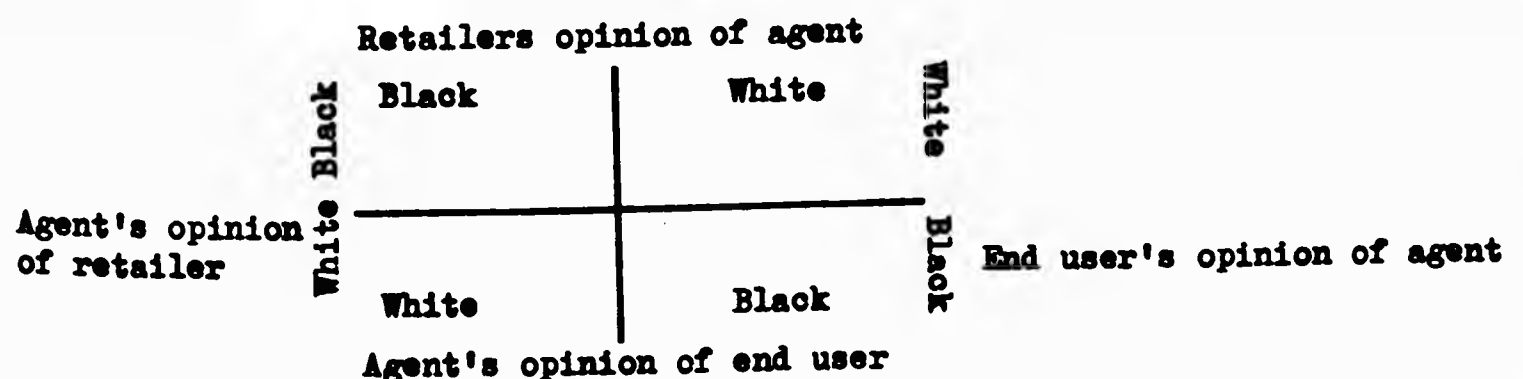 Retailers opinion of agent
Black White
White Black
White Black
Agent's opinion
of retailer
End user's opinion of agent
White Black
Agent's opinion of end user